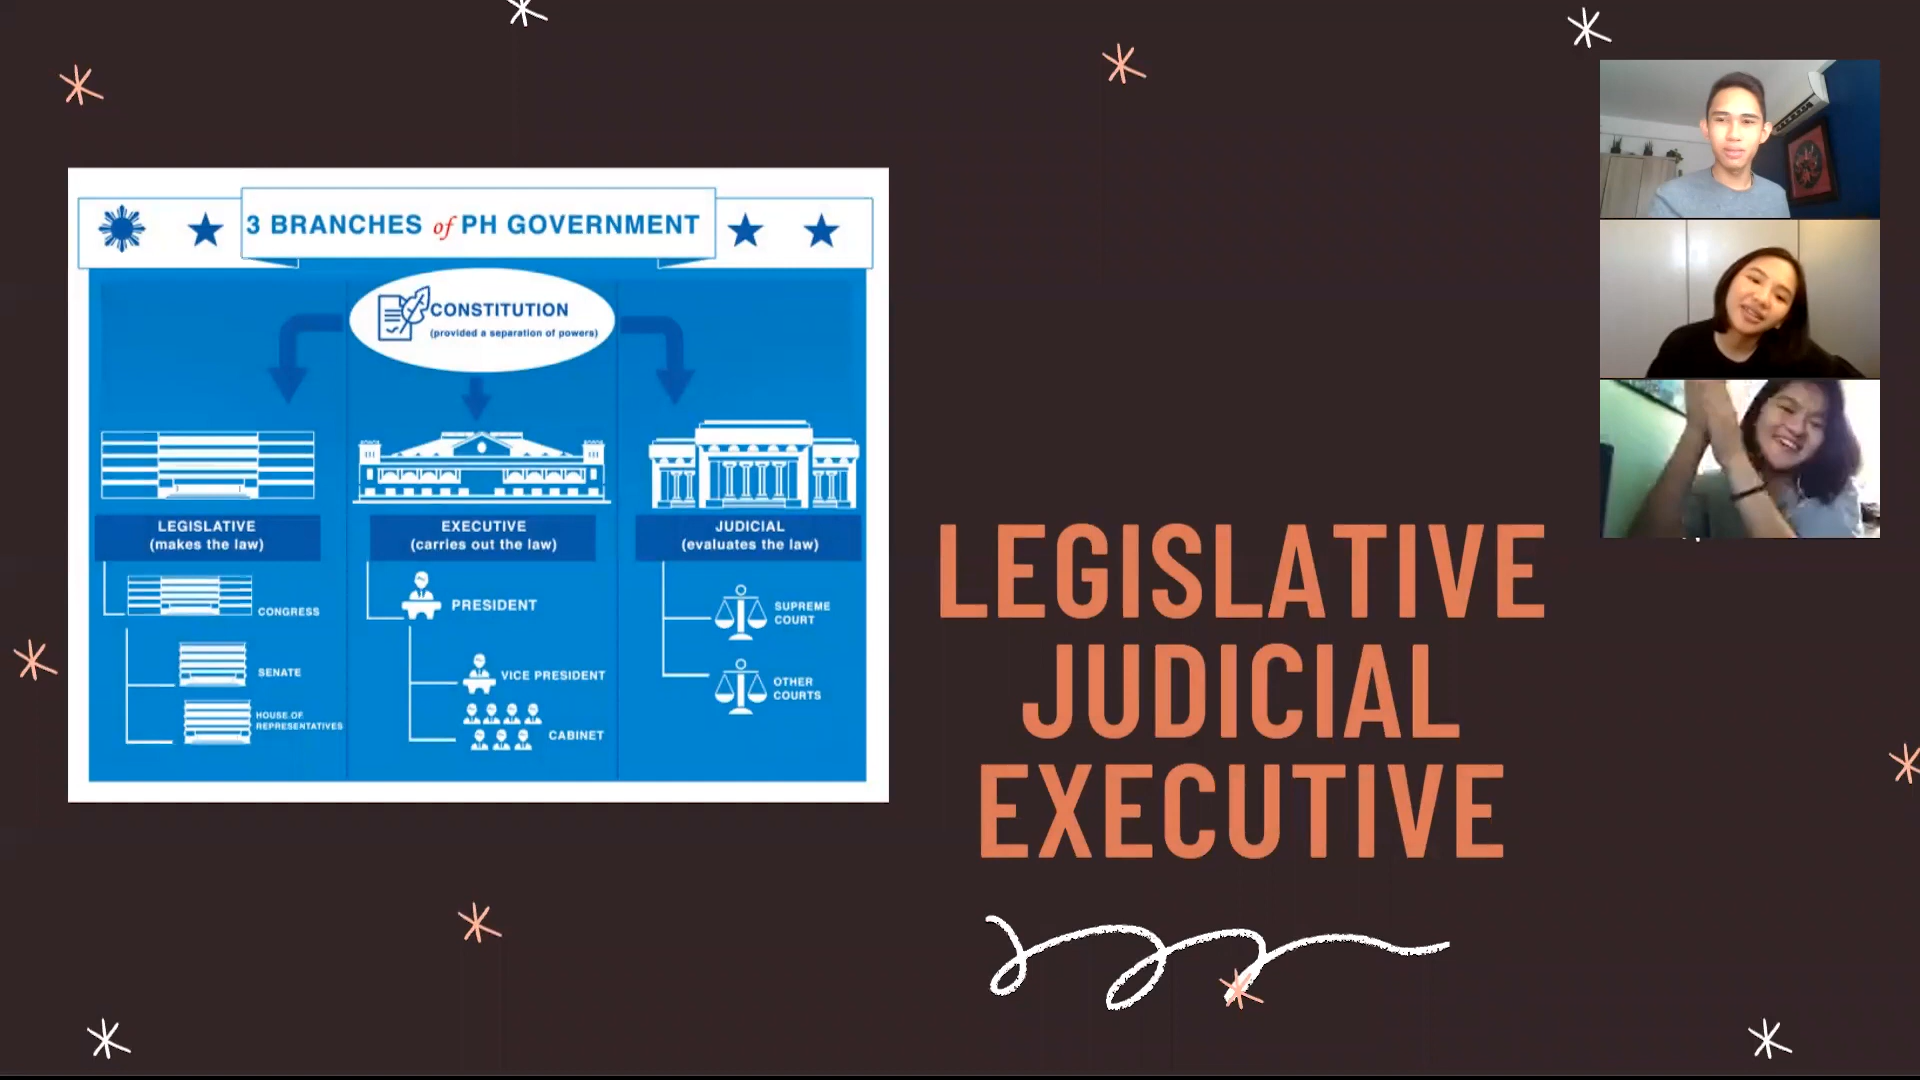 3 BRANCHES of PH GOVERNMENT
CONSTITUTION
(provided a separation of powers)
LEGISLATIVE
(makes the law)
CONGRESS
SENATE
HOUSE OF
REPRESENTATIVES
EXECUTIVE
(carries out the law)
PRESIDENT
VICE PRESIDENT
CABINET
JUDICIAL
(evaluates the law)
SUPREME
COURT
OTHER
COURTS
LEGISLATIVE
JUDICIAL
EXECUTIVE